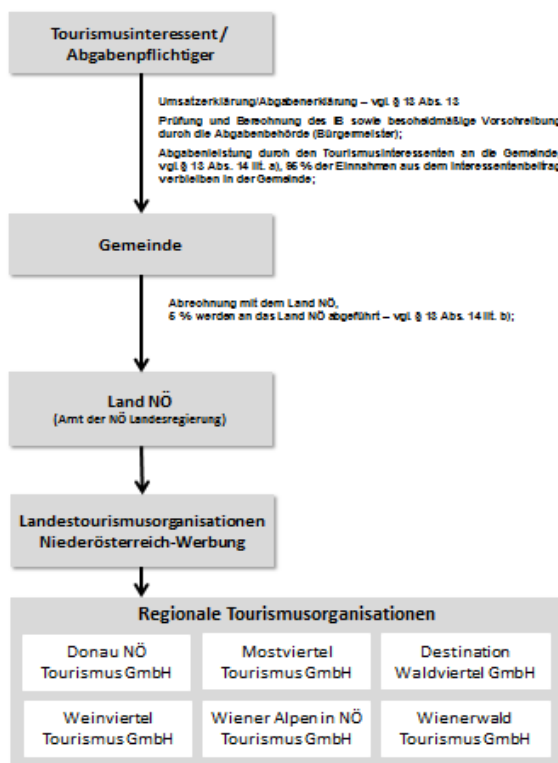 Tourismusinteressent /
Abgabenpflichtiger
Umsatzerklärung/Abgabenerklärung – vgl. § 13 Abs. 13
Prüfung und Berechnung des IB sowie bescheidmäßige Vorschreibung
durch die Abgabenbehörde (Bürgermeister);
Abgabenleistung durch den Tourismusinteressenten an die Gemeinde,
vgl. § 13 Abs. 14 lit. a), 95 % der Einnahmen aus dem Interessentenbeitrag
verbleiben in der Gemeinde;
Gemeinde
Abrechnung mit dem Land NÖ,
5 % werden an das Land NÖ abgeführt – vgl. § 13 Abs. 14 lit. b);
Land NÖ
(Amt der NÖ Landesregierung)
Landestourismusorganisationen
Niederösterreich-Werbung
Regionale Tourismusorganisationen
Donau NÖ
Tourismus GmbH
Mostviertel
Tourismus GmbH
Destination
Waldviertel GmbH
Weinviertel
Tourismus GmbH
Wiener Alpen in NÖ
Tourismus GmbH
Wienerwald
Tourismus GmbH